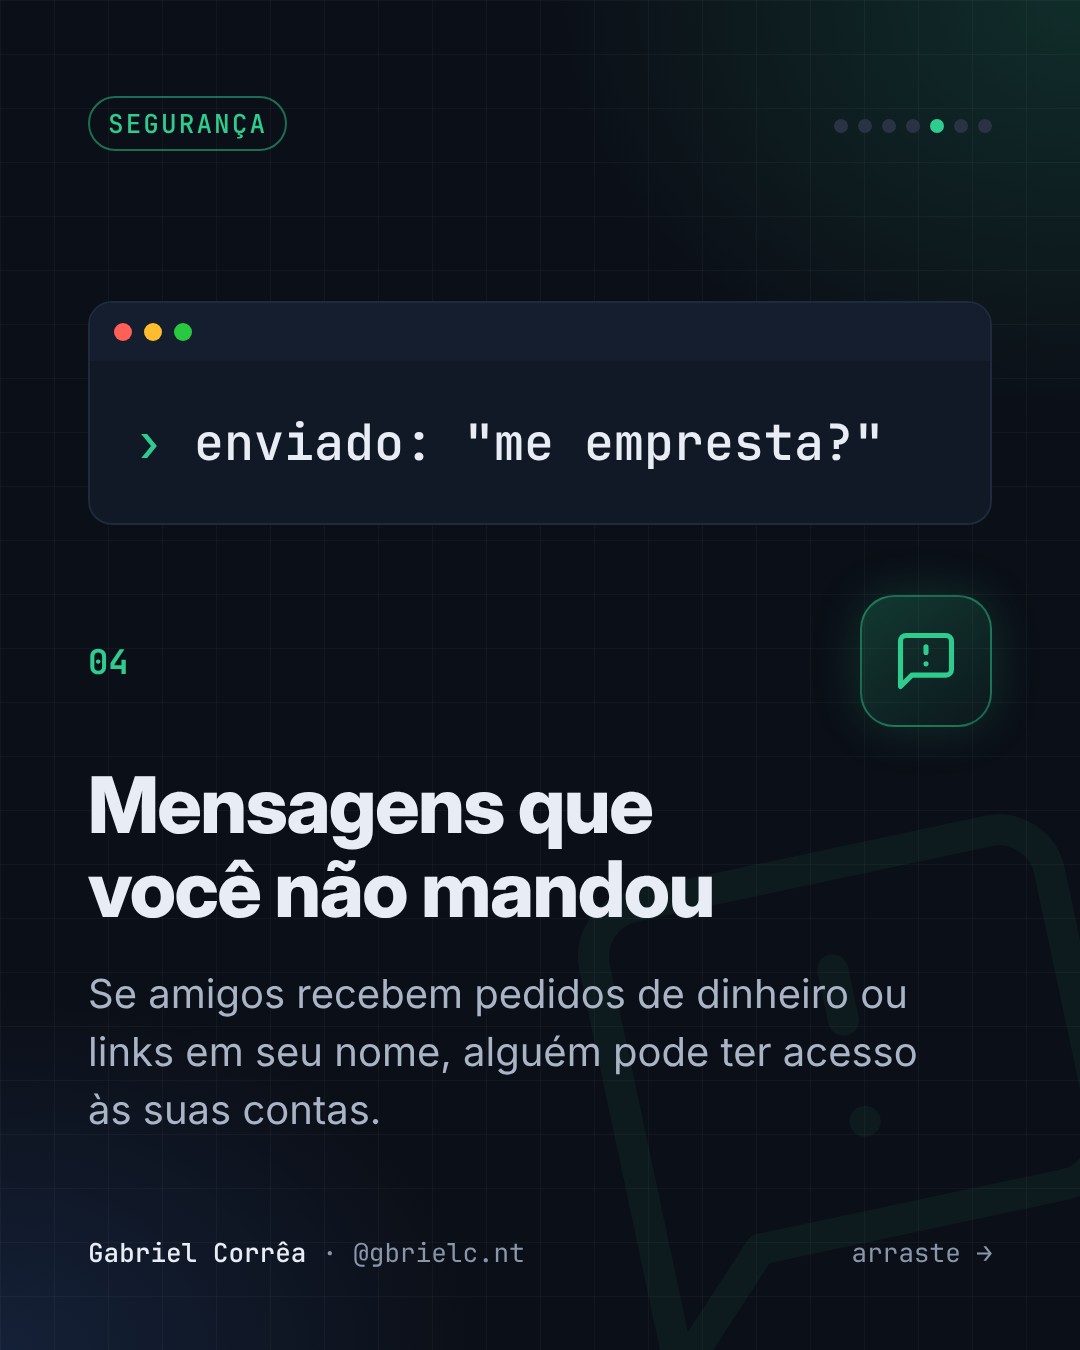 SEGURANÇA
› enviado: "me empresta?"
04
Mensagens que
você não mandou
Se amigos recebem pedidos de dinheiro ou
links em seu nome, alguém pode ter acesso
às suas contas.
Gabriel Corrêa · @gbrielc.nt
arraste →